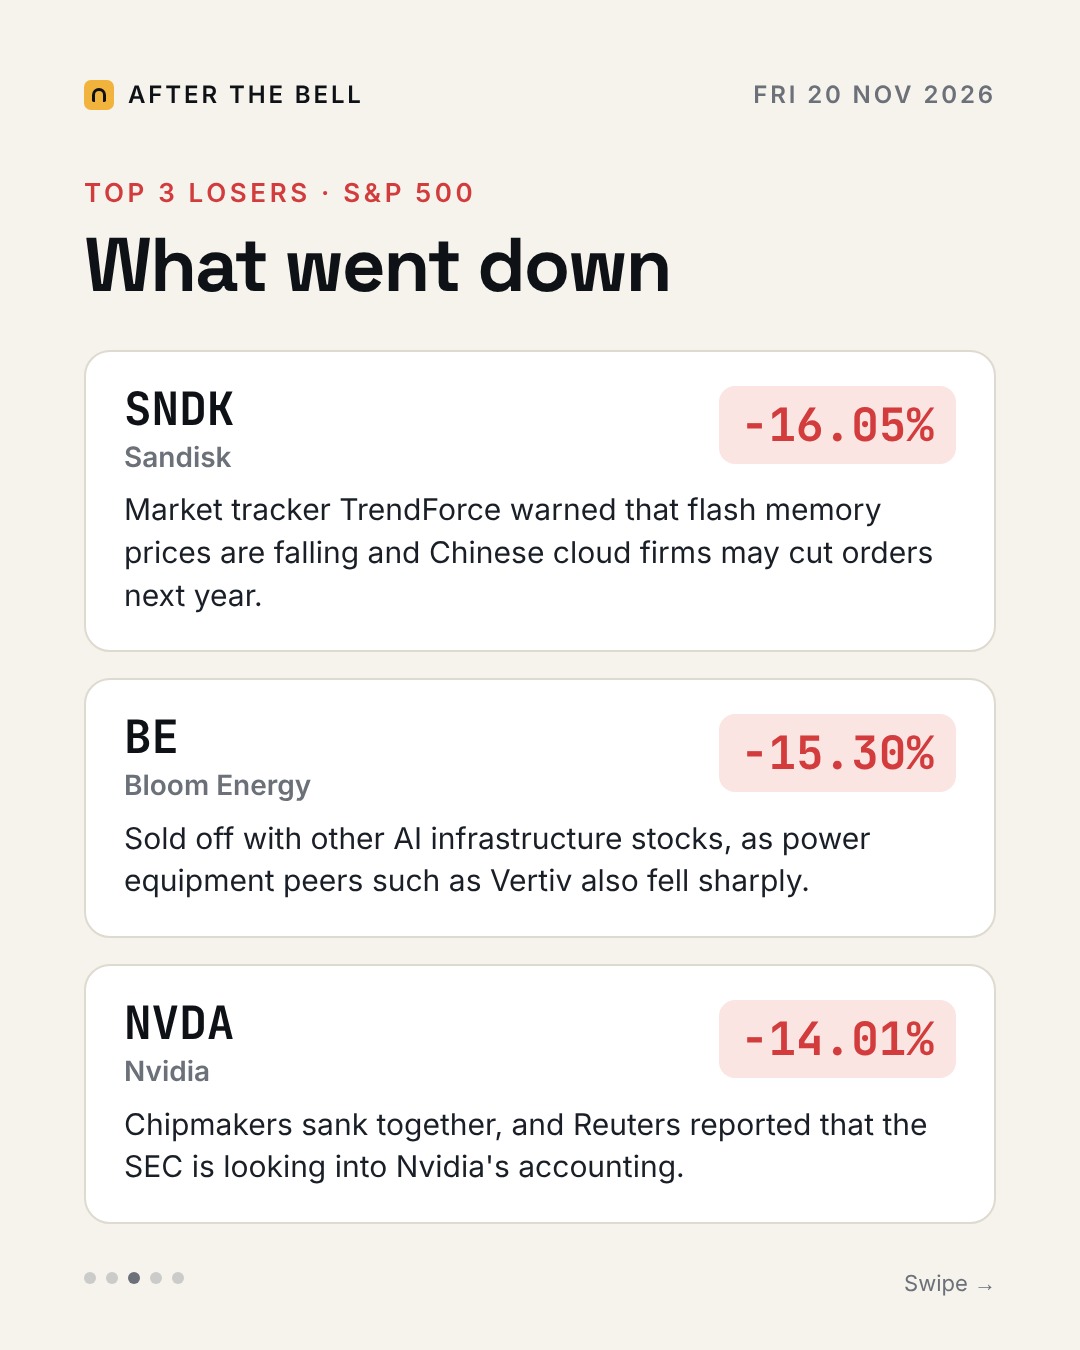 AFTER THE BELL
FRI 20 NOV 2026
TOP 3 LOSERS · S&P 500
What went down
SNDK
-16.05%
Sandisk
Market tracker TrendForce warned that flash memory
prices are falling and Chinese cloud firms may cut orders
next year.
BE
-15.30%
Bloom Energy
Sold off with other AI infrastructure stocks, as power
equipment peers such as Vertiv also fell sharply.
NVDA
-14.01%
Nvidia
Chipmakers sank together, and Reuters reported that the
SEC is looking into Nvidia's accounting.
Swipe →